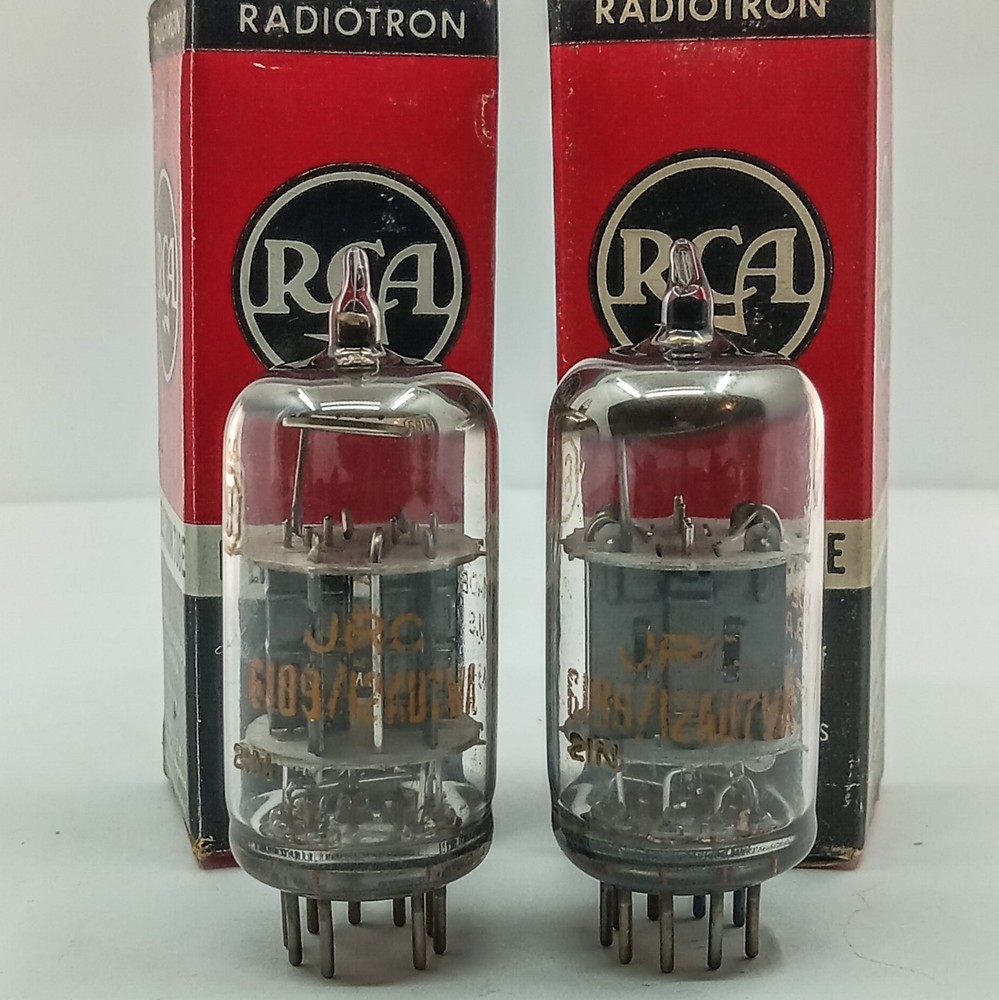 RADIOTRON
RADIOTRON
RCA
RCA
JRC
6189/12AU7WA
JRC
6189/12AU7WA
E